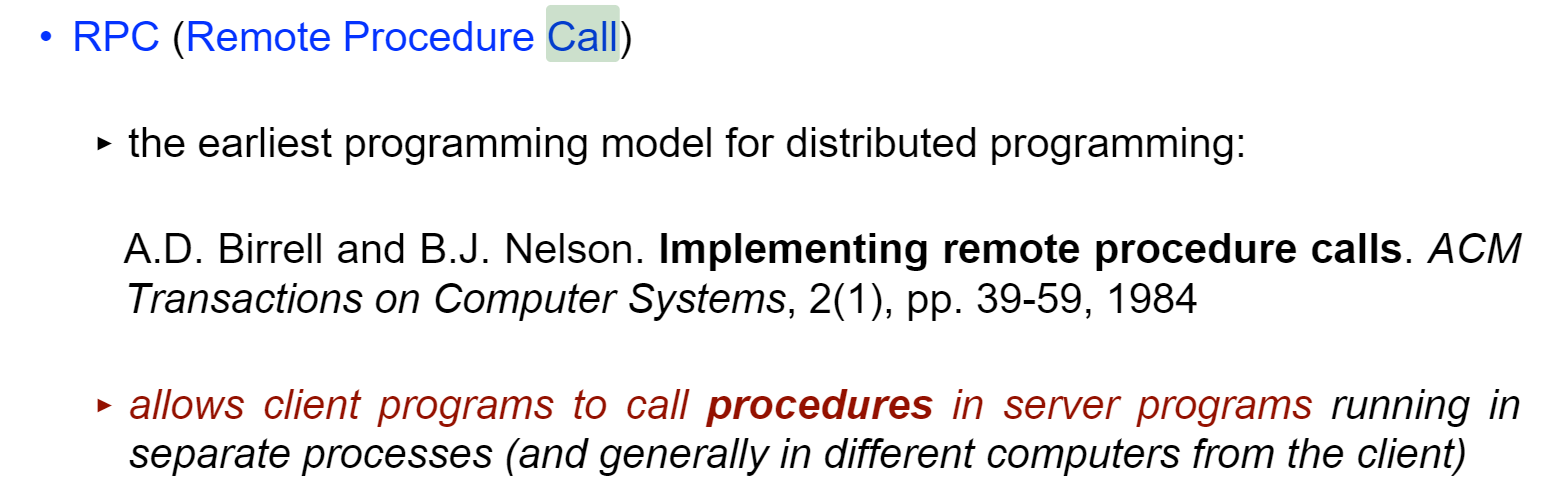 • RPC (Remote Procedure Call)
▸ the earliest programming model for distributed programming:
A.D. Birrell and B.J. Nelson. Implementing remote procedure calls. ACM
Transactions on Computer Systems, 2(1), pp. 39-59, 1984
▸ allows client programs to call procedures in server programs running in
separate processes (and generally in different computers from the client)